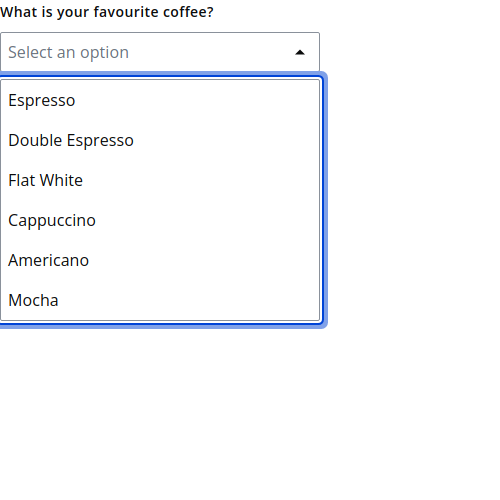 What is your favourite coffee?
Select an option
Espresso
Double Espresso
Flat White
Cappuccino
Americano
Mocha